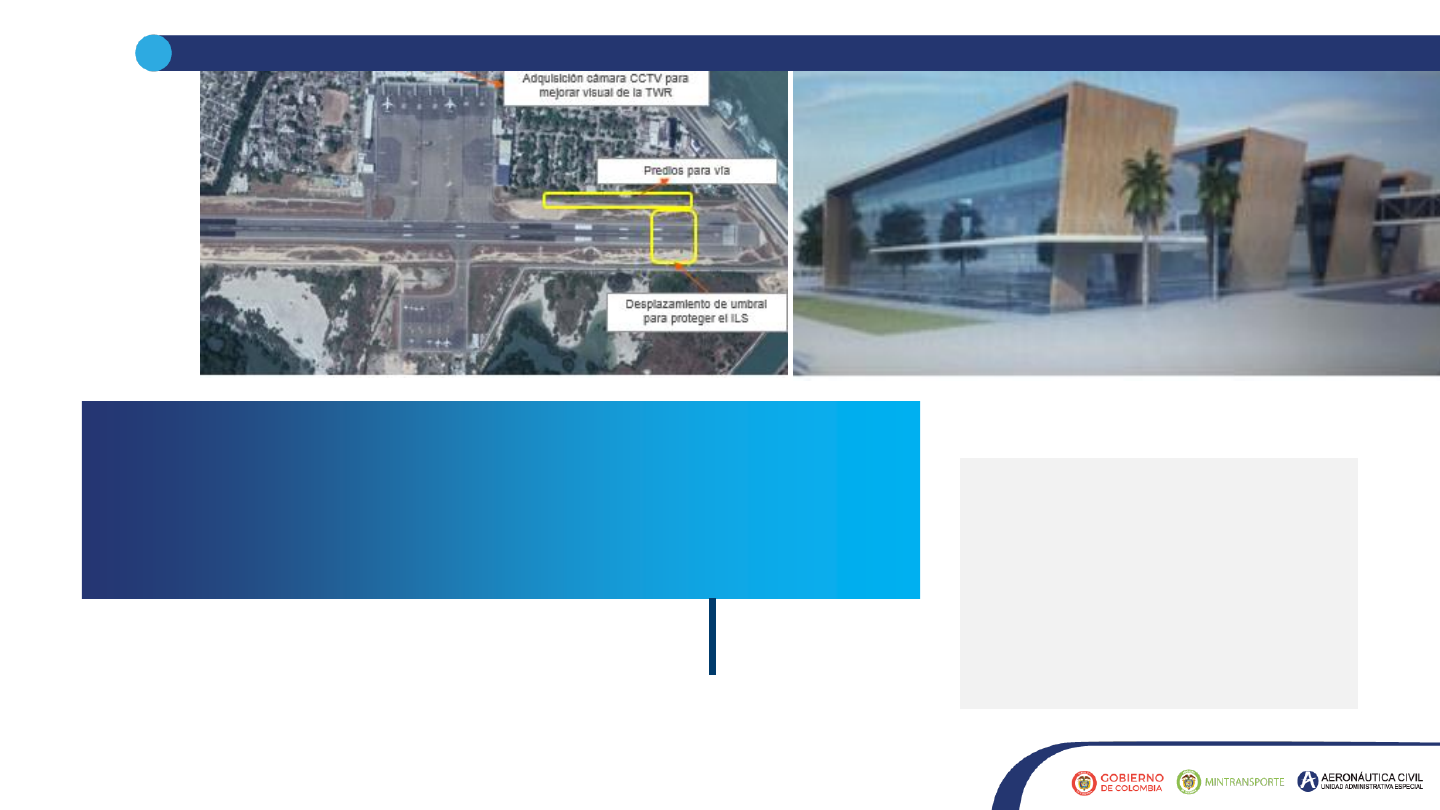 Adquisición cámara CCTV para
mejorar visual de la TWR
Predios para vía
Desplazamiento de umbral
para proteger el ILS
GOBIERNO
DE COLOMBIA
MINTRANSPORTE
AERONÁUTICA CIVIL
UNIDAD ADMINISTRATIVA ESPECIAL